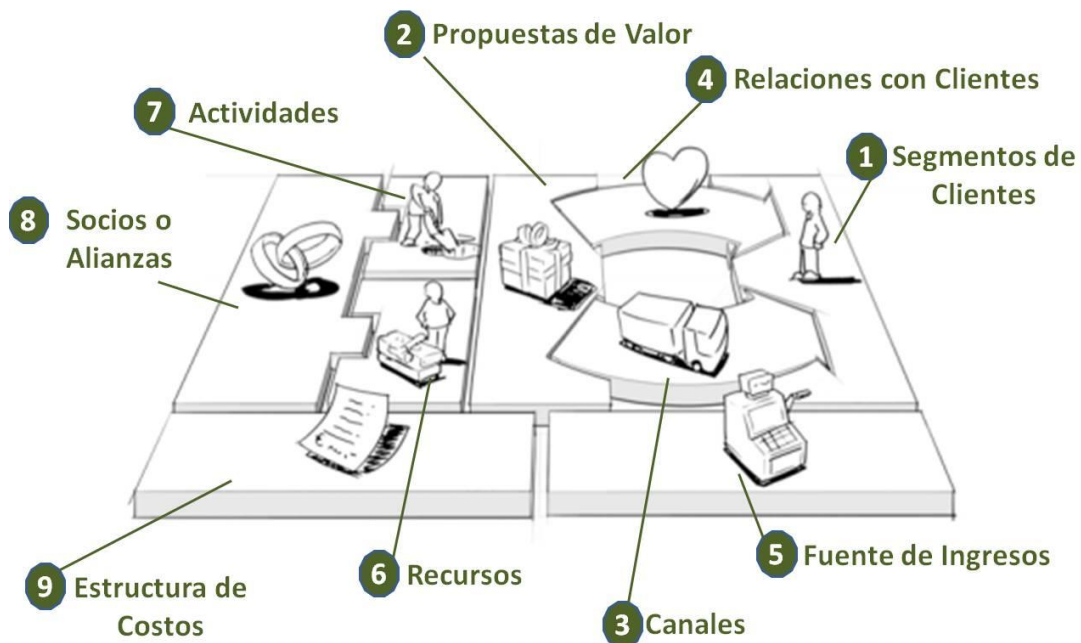 2 Propuestas de Valor
4 Relaciones con Clientes
7 Actividades
1 Segmentos de
Clientes
8 Socios o
Alianzas
5 Fuente de Ingresos
6 Recursos
9 Estructura de
Costos
3 Canales